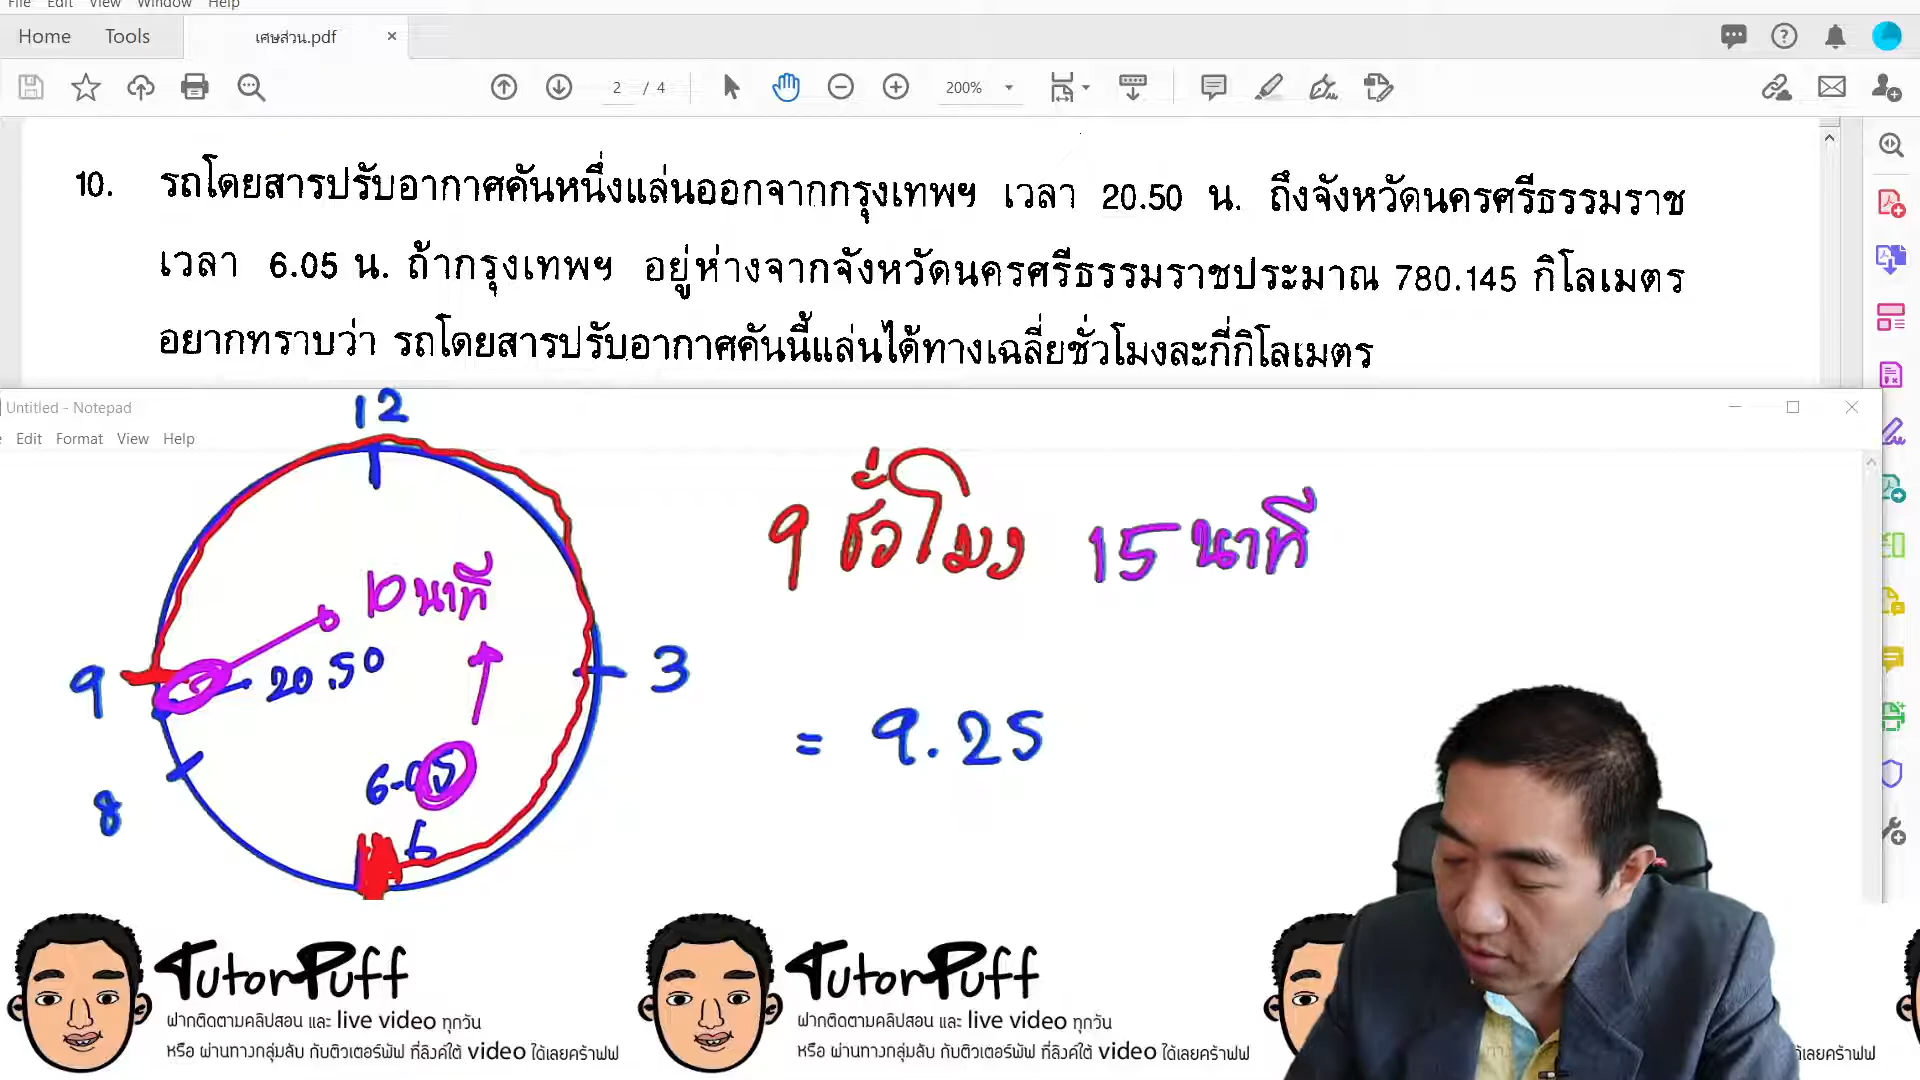 File Edit View Window Help
Home Tools เศษส่วน.pdf ×
2 / 4 200%
10. รถโดยสารปรับอากาศคันหนึ่งแล่นออกจากกรุงเทพฯ เวลา 20.50 น. ถึงจังหวัดนครศรีธรรมราช
เวลา 6.05 น. ถ้ากรุงเทพฯ อยู่ห่างจากจังหวัดนครศรีธรรมราชประมาณ 780.145 กิโลเมตร
อยากทราบว่า รถโดยสารปรับอากาศคันนี้แล่นได้ทางเฉลี่ยชั่วโมงละกี่กิโลเมตร
Untitled - Notepad
Edit Format View Help
12
9 ชั่วโมง 15 นาที
10 นาที
9 20.50 3
= 9.25
6.05
8
6
TutorPuff
ฝากติดตามคลิปสอน และ live video ทุกวัน
หรือ ผ่านทางกลุ่มลับ กับติวเตอร์พัฟ ที่ลิงค์ใต้ video ได้เลยคร้าฟฟ
TutorPuff
ฝากติดตามคลิปสอน และ live video ทุกวัน
หรือ ผ่านทางกลุ่มลับ กับติวเตอร์พัฟ ที่ลิงค์ใต้ video ได้เลยคร้าฟฟ
ได้เลยคร้าฟฟ